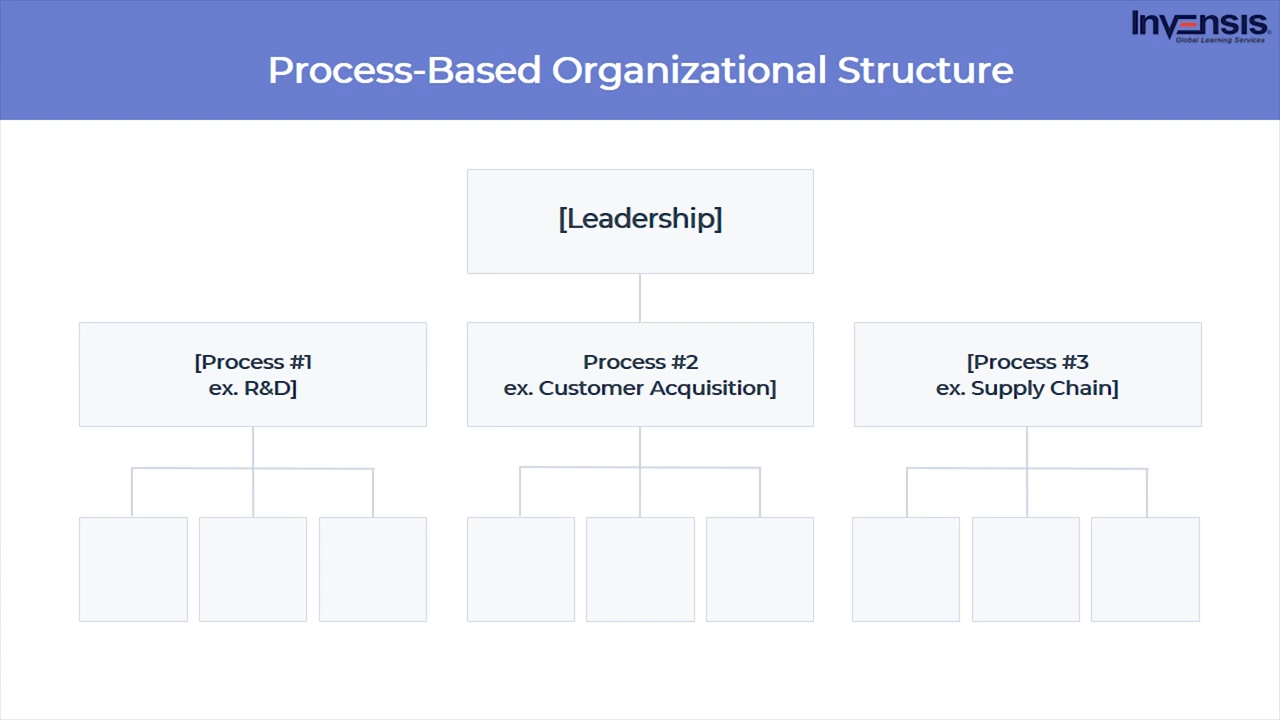 Invensis
Global Learning Services
Process-Based Organizational Structure
[Leadership]
[Process #1
ex. R&D]
Process #2
ex. Customer Acquisition]
[Process #3
ex. Supply Chain]